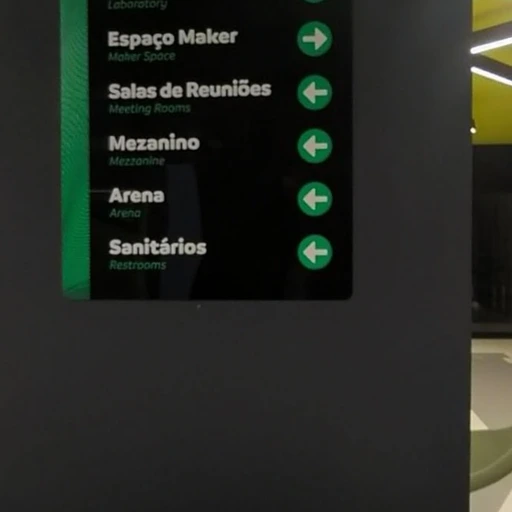 Laboratory
Espaço Maker
Maker Space
Salas de Reuniões
Meeting Rooms
Mezanino
Mezzanine
Arena
Arena
Sanitários
Restrooms